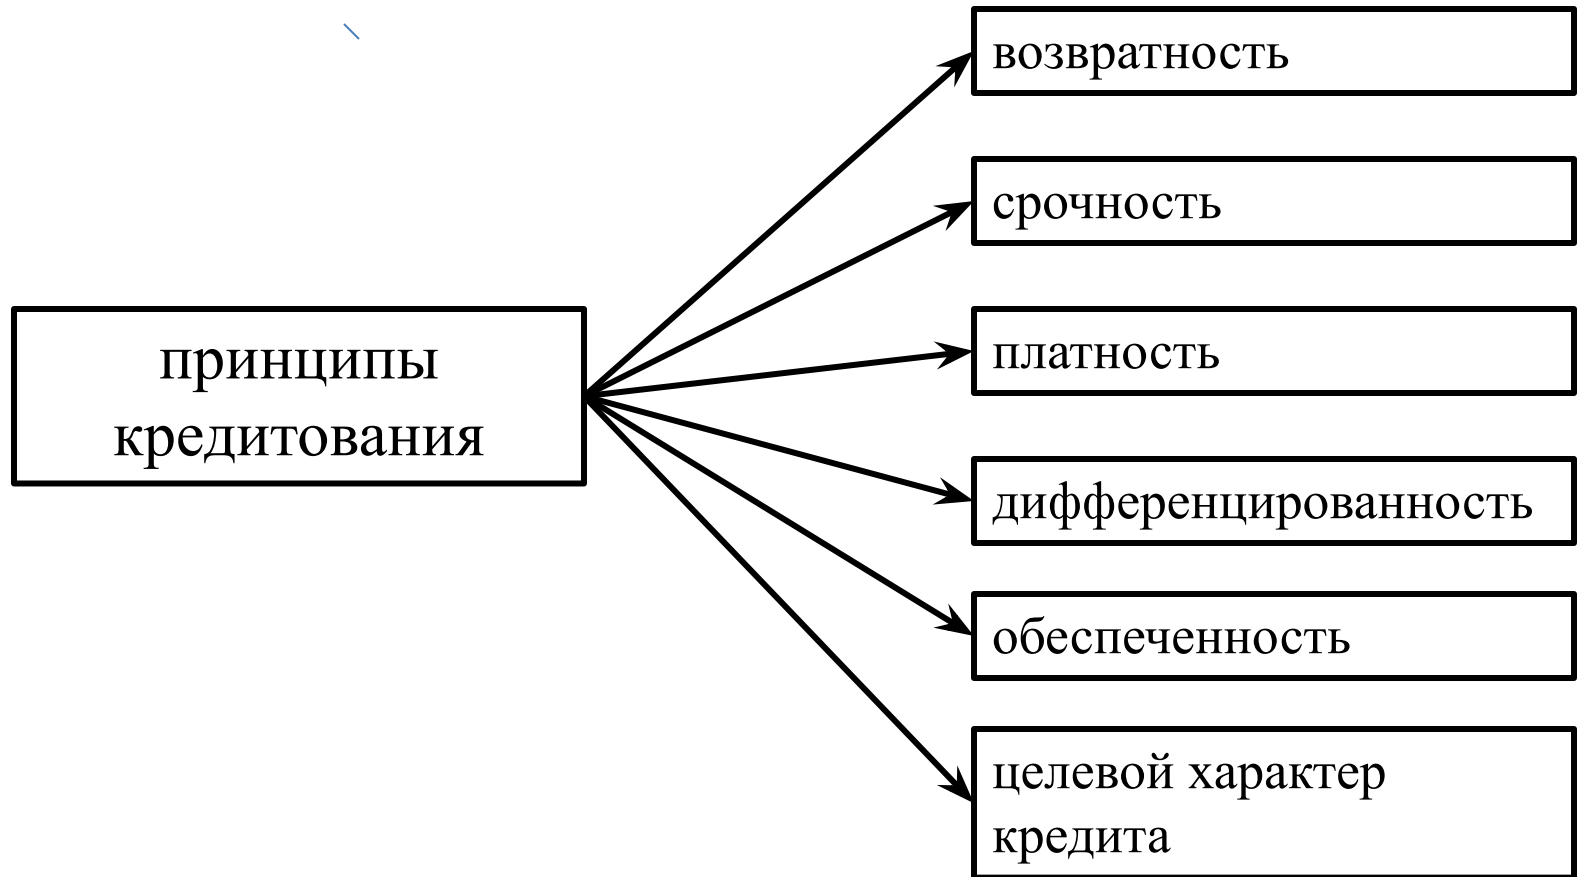 принципы
кредитования
возвратность
срочность
платность
дифференцированность
обеспеченность
целевой характер
кредита